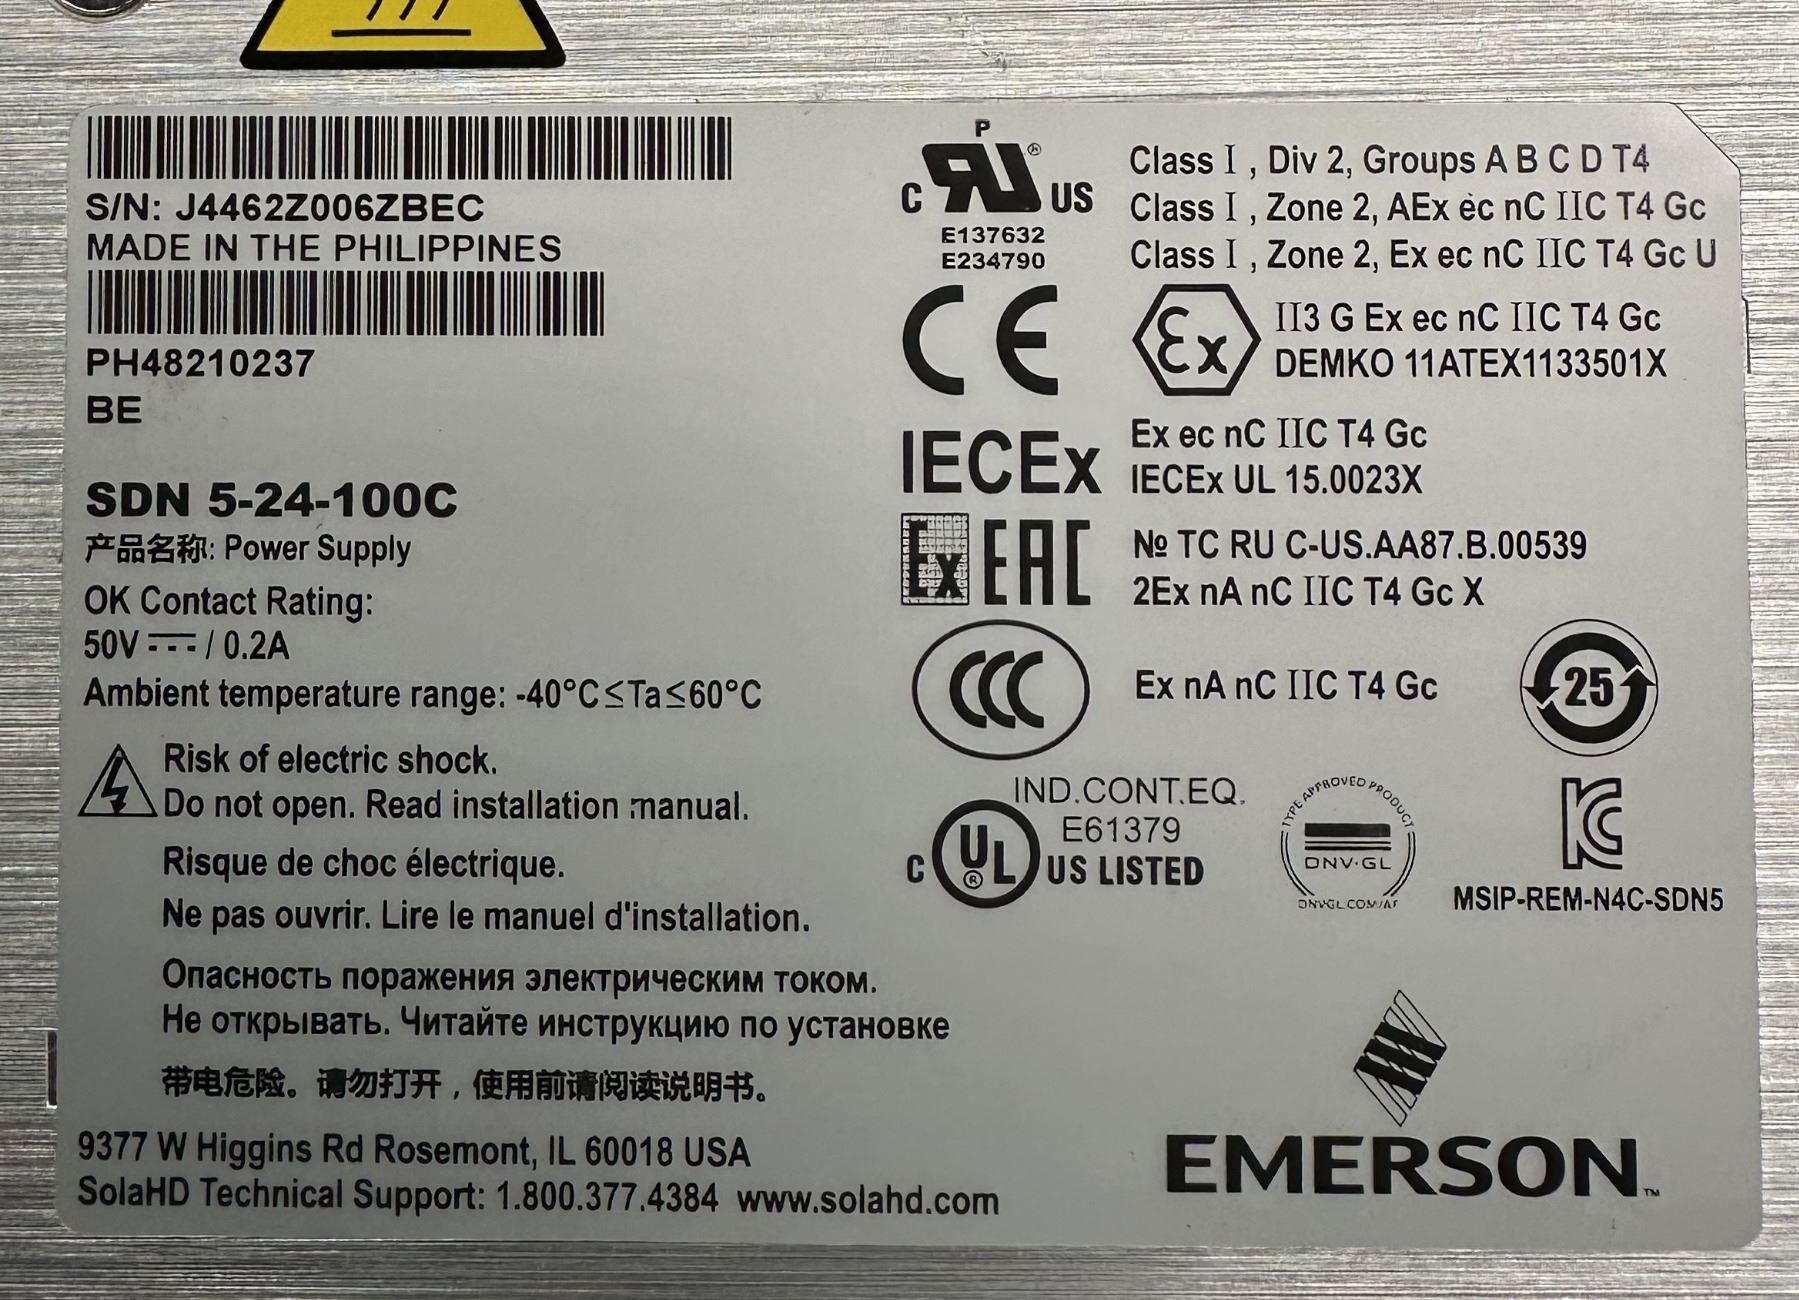 S/N: J4462Z006ZBEC
MADE IN THE PHILIPPINES
PH48210237
BE
SDN 5-24-100C
产品名称: Power Supply
OK Contact Rating:
50V ⎓ / 0.2A
Ambient temperature range: -40°C≤Ta≤60°C
Risk of electric shock.
Do not open. Read installation manual.
Risque de choc électrique.
Ne pas ouvrir. Lire le manuel d'installation.
Опасность поражения электрическим током.
Не открывать. Читайте инструкцию по установке
带电危险。请勿打开，使用前请阅读说明书。
9377 W Higgins Rd Rosemont, IL 60018 USA
SolaHD Technical Support: 1.800.377.4384 www.solahd.com
P
C RU® US
E137632
E234790
Class I , Div 2, Groups A B C D T4
Class I , Zone 2, AEx ec nC IIC T4 Gc
Class I , Zone 2, Ex ec nC IIC T4 Gc U
CE
Ex
II3 G Ex ec nC IIC T4 Gc
DEMKO 11ATEX1133501X
IECEx
Ex ec nC IIC T4 Gc
IECEx UL 15.0023X
Ex EAC
№ TC RU C-US.AA87.B.00539
2Ex nA nC IIC T4 Gc X
CCC
Ex nA nC IIC T4 Gc
25
IND.CONT.EQ.
E61379
C UL® US LISTED
TYPE APPROVED PRODUCT
DNV·GL
DNVGL.COM/AF
KC
MSIP-REM-N4C-SDN5
EMERSON™